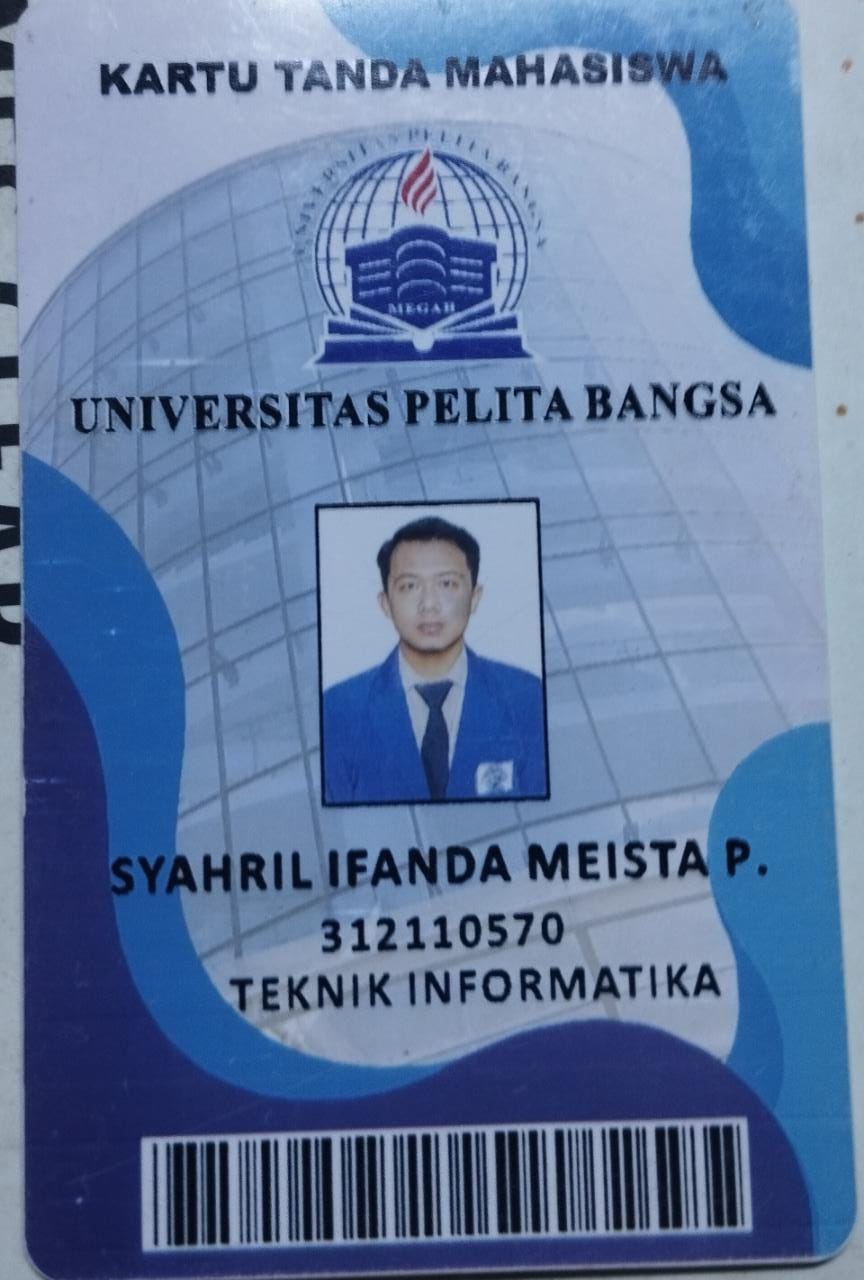 KARTU TANDA MAHASISWA
UNIVERSITAS PELITA BANGSA
MEGAH
UNIVERSITAS PELITA BANGSA
SYAHRIL IFANDA MEISTA P.
312110570
TEKNIK INFORMATIKA